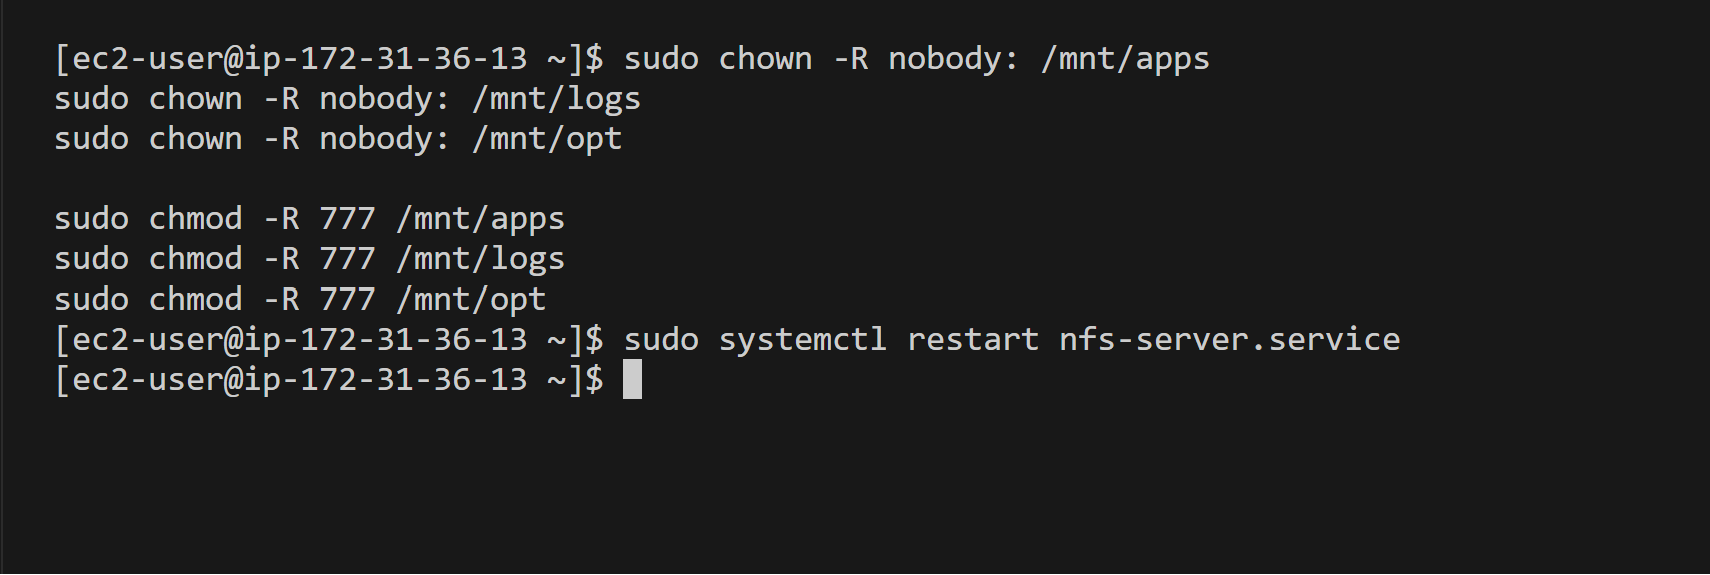 [ec2-user@ip-172-31-36-13 ~]$ sudo chown -R nobody: /mnt/apps
sudo chown -R nobody: /mnt/logs
sudo chown -R nobody: /mnt/opt
sudo chmod -R 777 /mnt/apps
sudo chmod -R 777 /mnt/logs
sudo chmod -R 777 /mnt/opt
[ec2-user@ip-172-31-36-13 ~]$ sudo systemctl restart nfs-server.service
[ec2-user@ip-172-31-36-13 ~]$